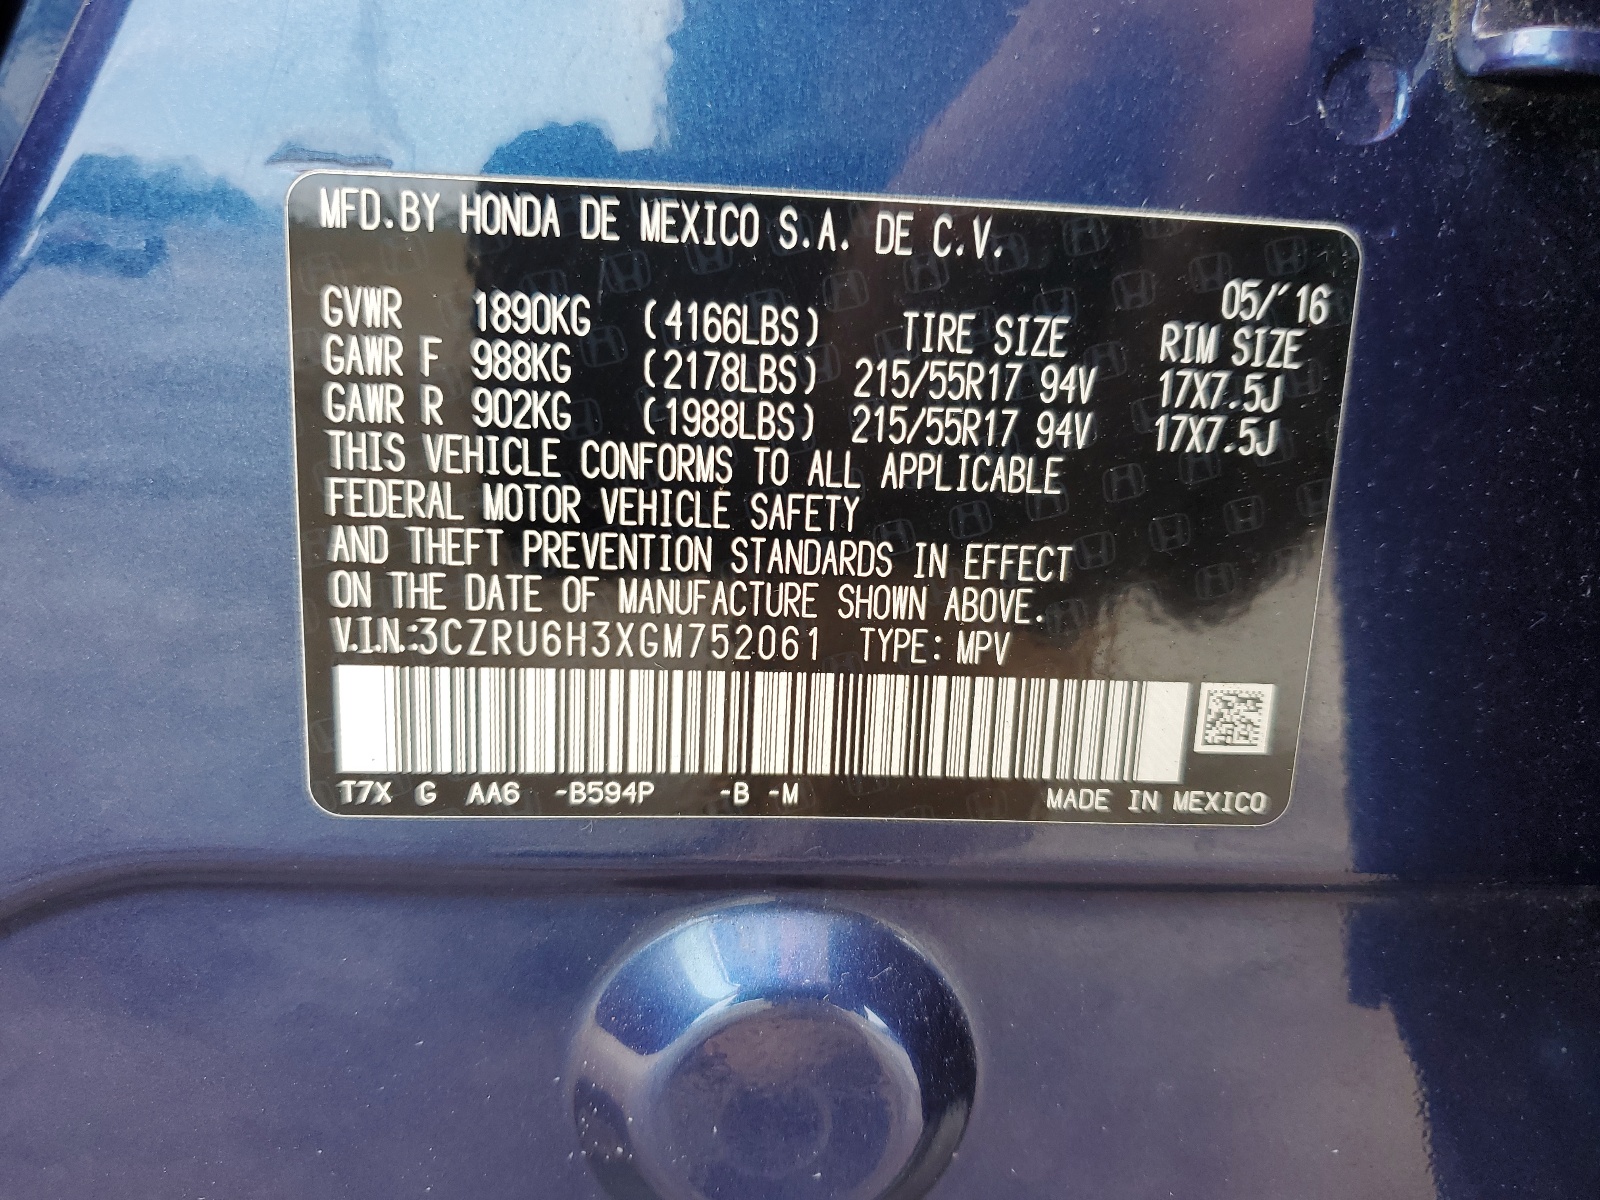 MFD.BY HONDA DE MEXICO S.A. DE C.V.
05/'16
GVWR 1890KG (4166LBS) TIRE SIZE RIM SIZE
GAWR F 988KG (2178LBS) 215/55R17 94V 17X7.5J
GAWR R 902KG (1988LBS) 215/55R17 94V 17X7.5J
THIS VEHICLE CONFORMS TO ALL APPLICABLE
FEDERAL MOTOR VEHICLE SAFETY
AND THEFT PREVENTION STANDARDS IN EFFECT
ON THE DATE OF MANUFACTURE SHOWN ABOVE.
V.I.N.:3CZRU6H3XGM752061 TYPE: MPV
T7X G AA6 -B594P -B -M MADE IN MEXICO